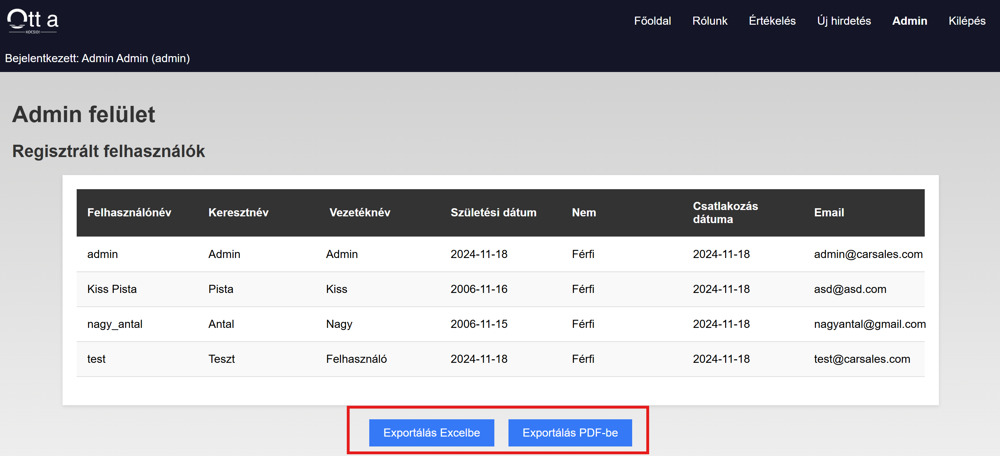 Ott a
KOCSID!
Főoldal Rólunk Értékelés Új hirdetés Admin Kilépés
Bejelentkezett: Admin Admin (admin)
Admin felület
Regisztrált felhasználók
Felhasználónév Keresztnév Vezetéknév Születési dátum Nem Csatlakozás dátuma Email
admin Admin Admin 2024-11-18 Férfi 2024-11-18 admin@carsales.com
Kiss Pista Pista Kiss 2006-11-16 Férfi 2024-11-18 asd@asd.com
nagy_antal Antal Nagy 2006-11-15 Férfi 2024-11-18 nagyantal@gmail.com
test Teszt Felhasználó 2024-11-18 Férfi 2024-11-18 test@carsales.com
Exportálás Excelbe Exportálás PDF-be